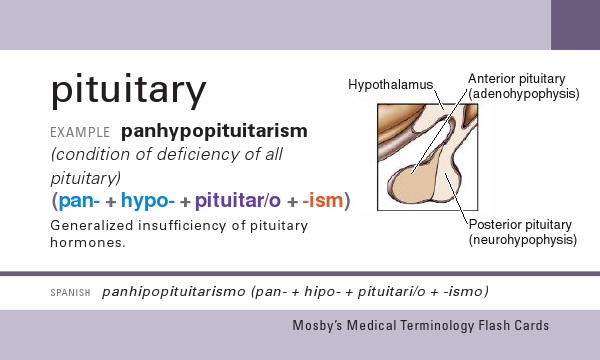 pituitary
EXAMPLE panhypopituitarism
(condition of deficiency of all
pituitary)
(pan- + hypo- + pituitar/o + -ism)
Generalized insufficiency of pituitary
hormones.
Hypothalamus
Anterior pituitary
(adenohypophysis)
Posterior pituitary
(neurohypophysis)
SPANISH panhipopituitarismo (pan- + hipo- + pituitari/o + -ismo)
Mosby's Medical Terminology Flash Cards